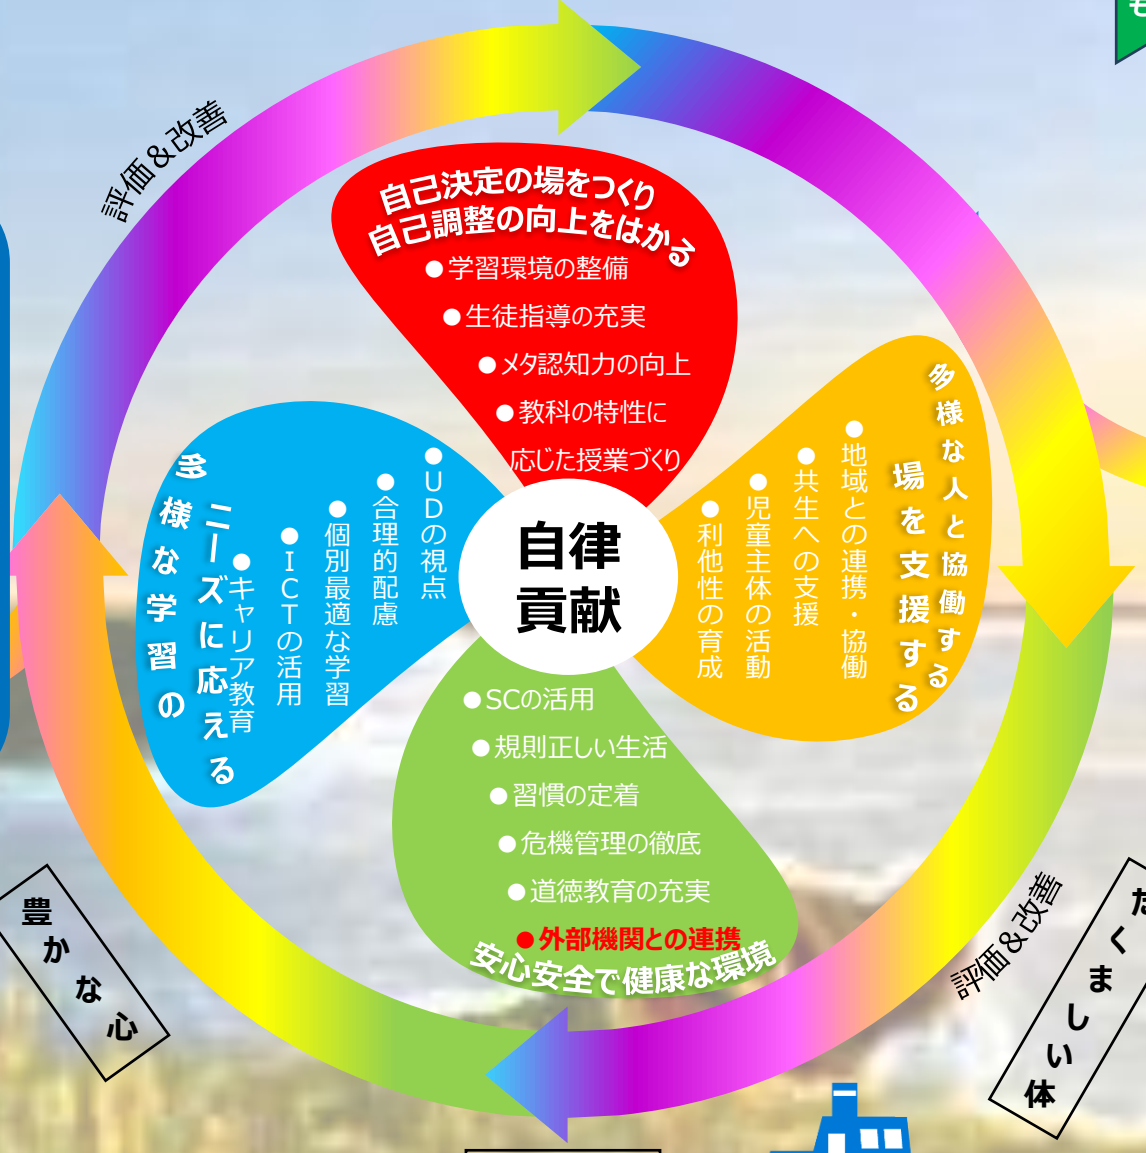 も
評価＆改善
自己決定の場をつくり
自己調整の向上をはかる
●学習環境の整備
●生徒指導の充実
●メタ認知力の向上
●教科の特性に
応じた授業づくり
多様な人と協働する
場を支援する
●地域との連携・協働
●共生への支援
●児童主体の活動
●利他性の育成
自律
貢献
●UDの視点
●合理的配慮
●個別最適な学習
●ICTの活用
●キャリア教育
多様な学習の
ニーズに応える
●SCの活用
●規則正しい生活
●習慣の定着
●危機管理の徹底
●道徳教育の充実
●外部機関との連携
安心安全で健康な環境
評価＆改善
豊かな心
たくましい体